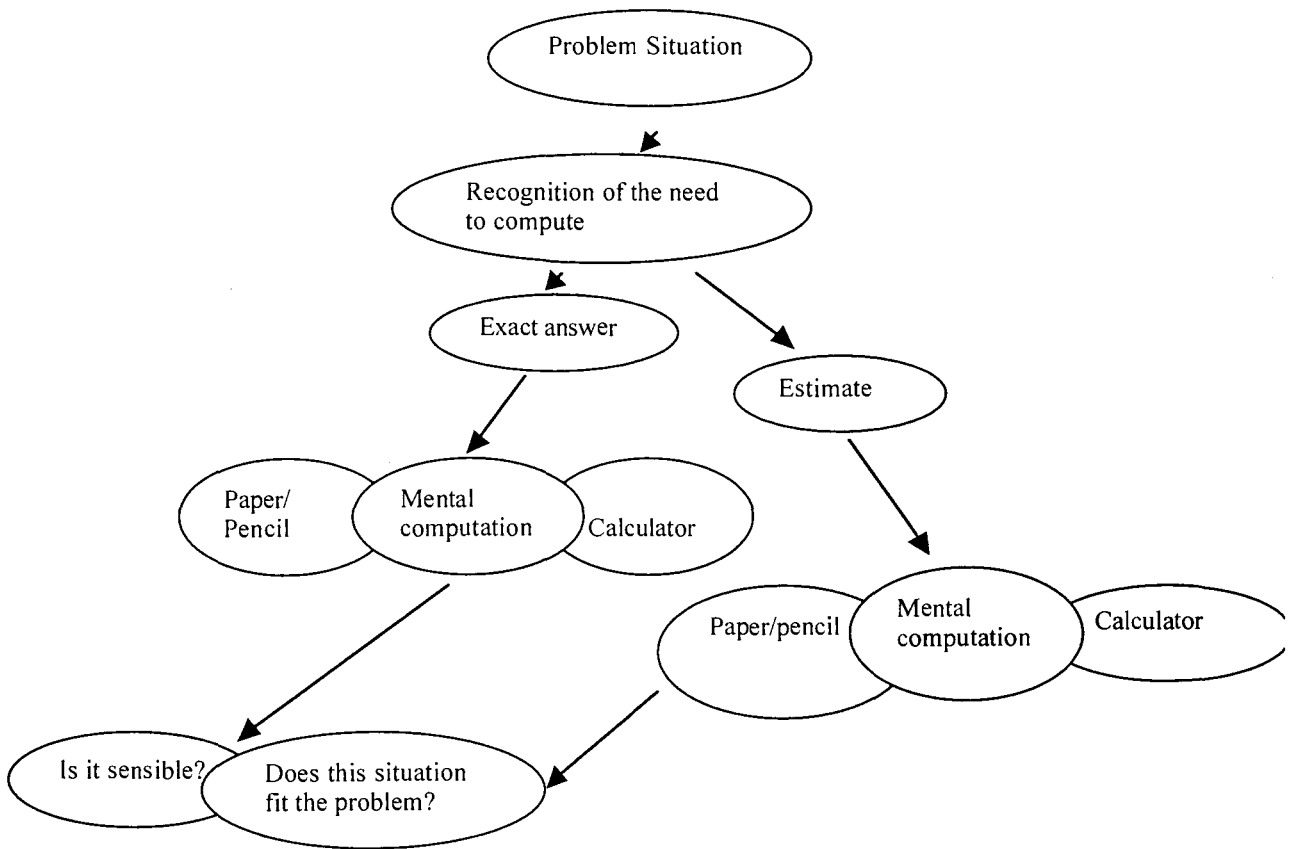 Problem Situation
Recognition of the need
to compute
Exact answer
Estimate
Paper/
Pencil
Mental
computation
Calculator
Paper/pencil
Mental
computation
Calculator
Is it sensible?
Does this situation
fit the problem?